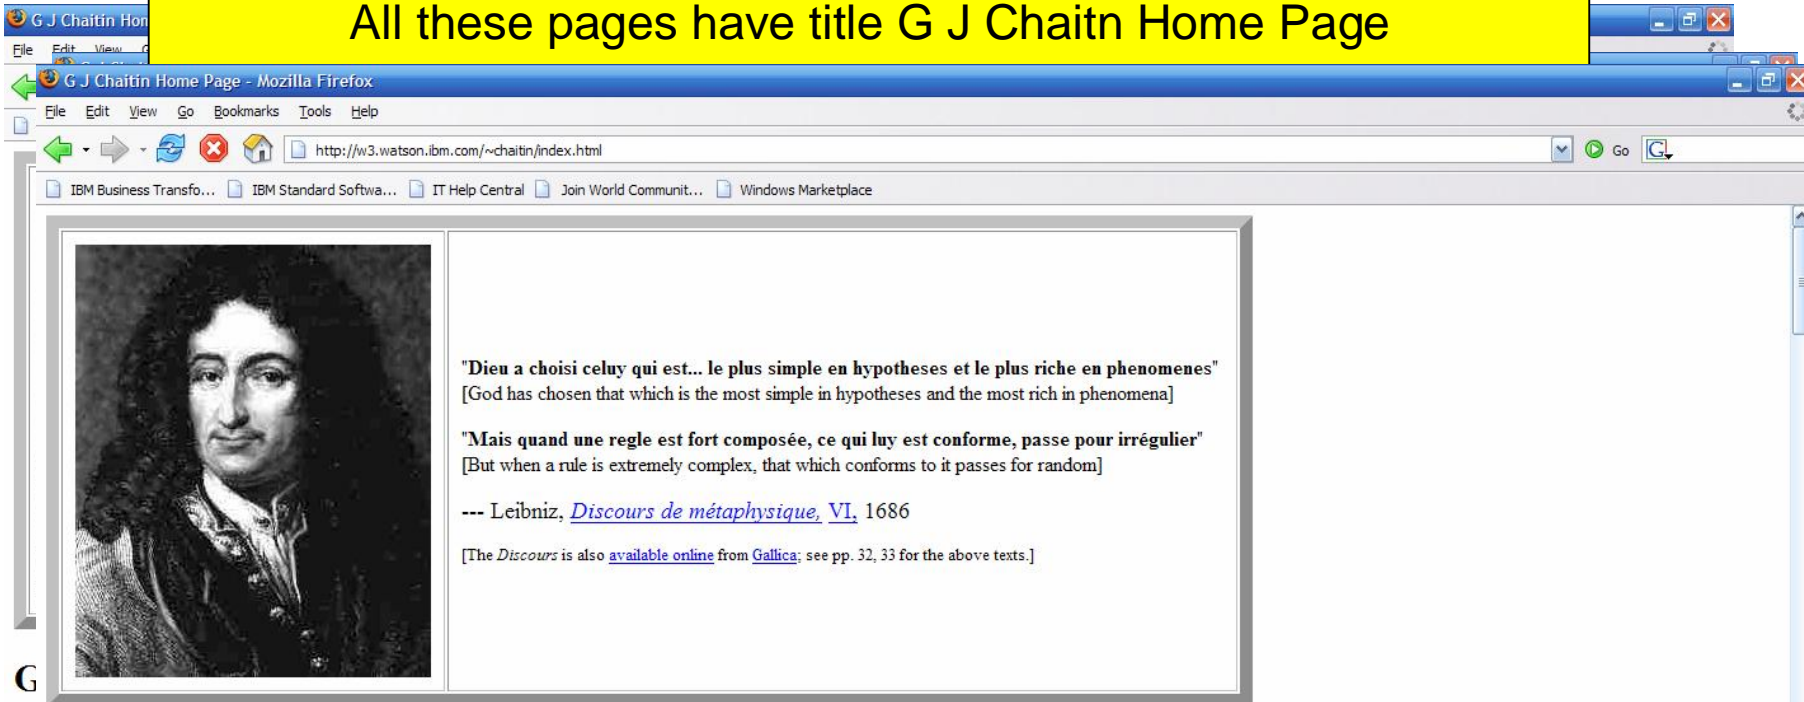 All these pages have title G J Chaitn Home Page
G J Chaitin Hon
File Edit View G
G J Chaitin Home Page - Mozilla Firefox
File Edit View Go Bookmarks Tools Help
http://w3.watson.ibm.com/~chaitin/index.html Go G
IBM Business Transfo... IBM Standard Softwa... IT Help Central Join World Communit... Windows Marketplace
"Dieu a choisi celuy qui est... le plus simple en hypotheses et le plus riche en phenomenes"
[God has chosen that which is the most simple in hypotheses and the most rich in phenomena]
"Mais quand une regle est fort composée, ce qui luy est conforme, passe pour irrégulier"
[But when a rule is extremely complex, that which conforms to it passes for random]
--- Leibniz, Discours de métaphysique, VI, 1686
[The Discours is also available online from Gallica; see pp. 32, 33 for the above texts.]
G